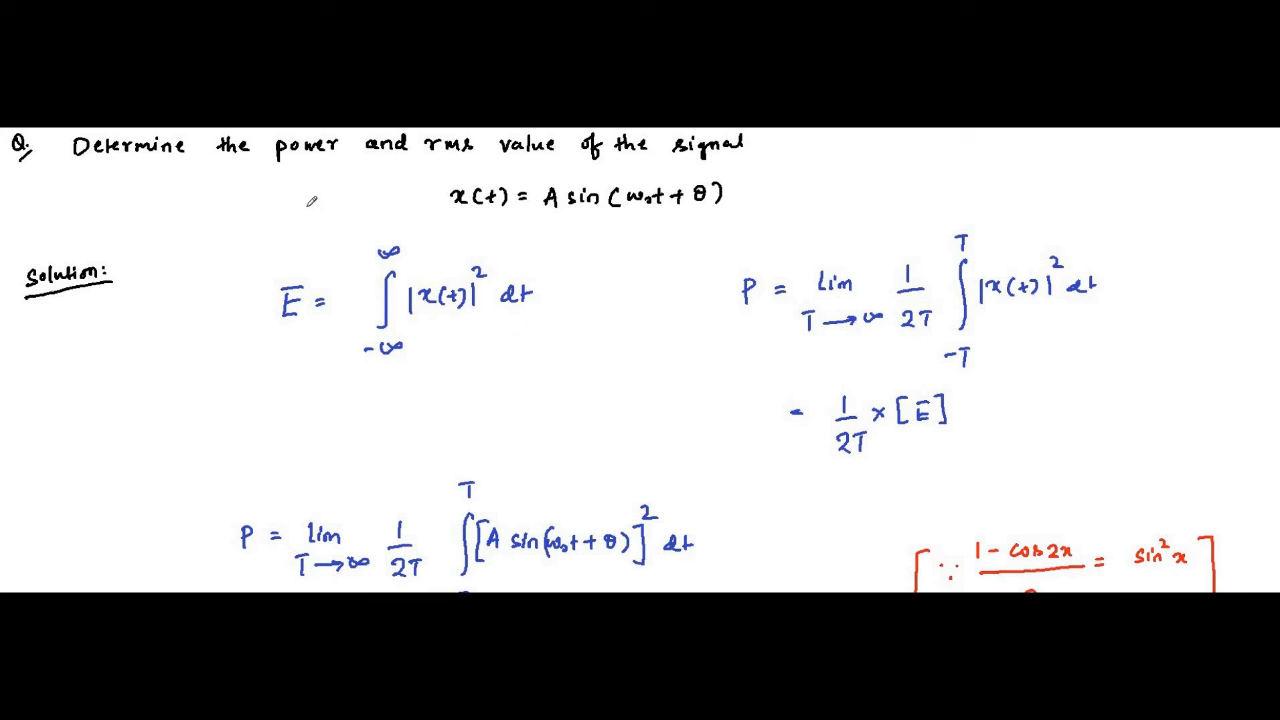 Q. Determine the power and rms value of the signal
x(t) = A sin(ω₀t + θ)
Solution:
E = ∫_{-∞}^{∞} |x(t)|² dt
P = lim_{T→∞} 1/2T ∫_{-T}^{T} |x(t)|² dt
= 1/2T × [E]
P = lim_{T→∞} 1/2T ∫^{T} [A sin(ω₀t + θ)]² dt
[∵ 1 - cos2x = sin²x]